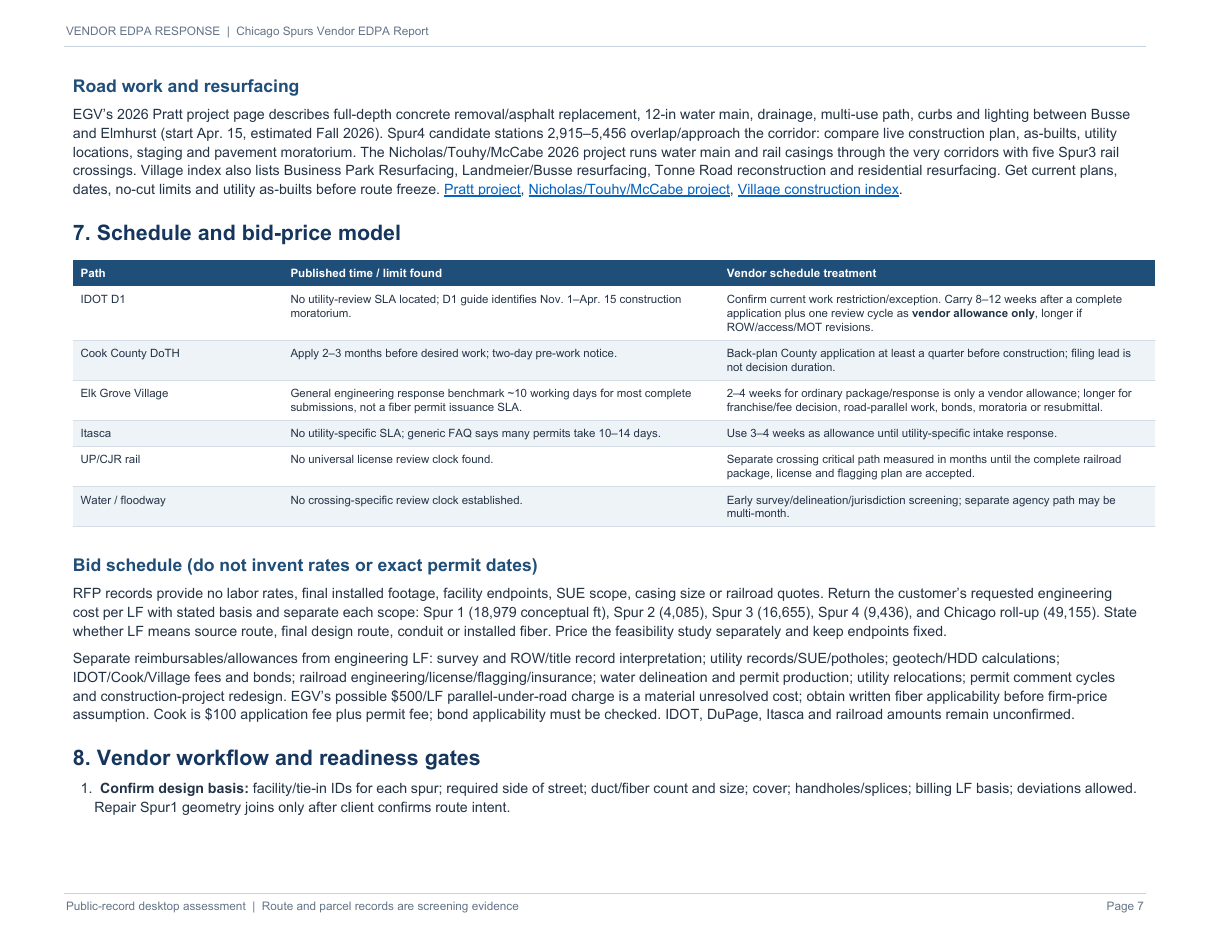 VENDOR EDPA RESPONSE | Chicago Spurs Vendor EDPA Report
Road work and resurfacing
EGV's 2026 Pratt project page describes full-depth concrete removal/asphalt replacement, 12-in water main, drainage, multi-use path, curbs and lighting between Busse
and Elmhurst (start Apr. 15, estimated Fall 2026). Spur4 candidate stations 2,915–5,456 overlap/approach the corridor: compare live construction plan, as-builts, utility
locations, staging and pavement moratorium. The Nicholas/Touhy/McCabe 2026 project runs water main and rail casings through the very corridors with five Spur3 rail
crossings. Village index also lists Business Park Resurfacing, Landmeier/Busse resurfacing, Tonne Road reconstruction and residential resurfacing. Get current plans,
dates, no-cut limits and utility as-builts before route freeze. Pratt project, Nicholas/Touhy/McCabe project, Village construction index.
7. Schedule and bid-price model
Path
Published time / limit found
Vendor schedule treatment
IDOT D1
No utility-review SLA located; D1 guide identifies Nov. 1–Apr. 15 construction
moratorium.
Confirm current work restriction/exception. Carry 8–12 weeks after a complete
application plus one review cycle as vendor allowance only, longer if
ROW/access/MOT revisions.
Cook County DoTH
Apply 2–3 months before desired work; two-day pre-work notice.
Back-plan County application at least a quarter before construction; filing lead is
not decision duration.
Elk Grove Village
General engineering response benchmark ~10 working days for most complete
submissions, not a fiber permit issuance SLA.
2–4 weeks for ordinary package/response is only a vendor allowance; longer for
franchise/fee decision, road-parallel work, bonds, moratoria or resubmittal.
Itasca
No utility-specific SLA; generic FAQ says many permits take 10–14 days.
Use 3–4 weeks as allowance until utility-specific intake response.
UP/CJR rail
No universal license review clock found.
Separate crossing critical path measured in months until the complete railroad
package, license and flagging plan are accepted.
Water / floodway
No crossing-specific review clock established.
Early survey/delineation/jurisdiction screening; separate agency path may be
multi-month.
Bid schedule (do not invent rates or exact permit dates)
RFP records provide no labor rates, final installed footage, facility endpoints, SUE scope, casing size or railroad quotes. Return the customer's requested engineering
cost per LF with stated basis and separate each scope: Spur 1 (18,979 conceptual ft), Spur 2 (4,085), Spur 3 (16,655), Spur 4 (9,436), and Chicago roll-up (49,155). State
whether LF means source route, final design route, conduit or installed fiber. Price the feasibility study separately and keep endpoints fixed.
Separate reimbursables/allowances from engineering LF: survey and ROW/title record interpretation; utility records/SUE/potholes; geotech/HDD calculations;
IDOT/Cook/Village fees and bonds; railroad engineering/license/flagging/insurance; water delineation and permit production; utility relocations; permit comment cycles
and construction-project redesign. EGV's possible $500/LF parallel-under-road charge is a material unresolved cost; obtain written fiber applicability before firm-price
assumption. Cook is $100 application fee plus permit fee; bond applicability must be checked. IDOT, DuPage, Itasca and railroad amounts remain unconfirmed.
8. Vendor workflow and readiness gates
1. Confirm design basis: facility/tie-in IDs for each spur; required side of street; duct/fiber count and size; cover; handholes/splices; billing LF basis; deviations allowed.
Repair Spur1 geometry joins only after client confirms route intent.
Public-record desktop assessment | Route and parcel records are screening evidence
Page 7